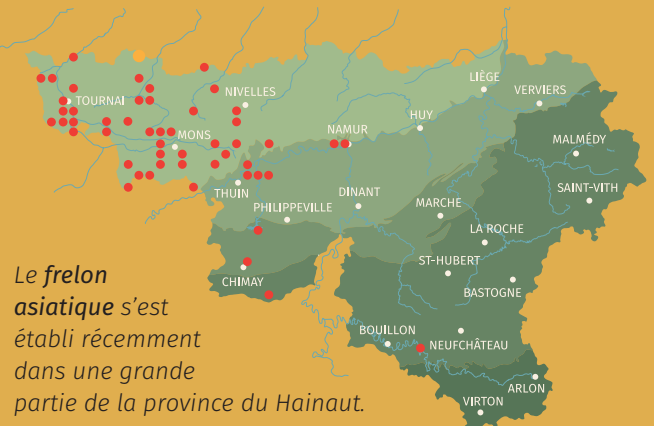 LIÈGE
VERVIERS
TOURNAI
NIVELLES
HUY
NAMUR
MONS
MALMÉDY
THUIN
DINANT
SAINT-VITH
PHILIPPEVILLE
MARCHE
LA ROCHE
ST-HUBERT
CHIMAY
BASTOGNE
BOUILLON
NEUFCHÂTEAU
ARLON
VIRTON
Le frelon
asiatique s’est
établi récemment
dans une grande
partie de la province du Hainaut.